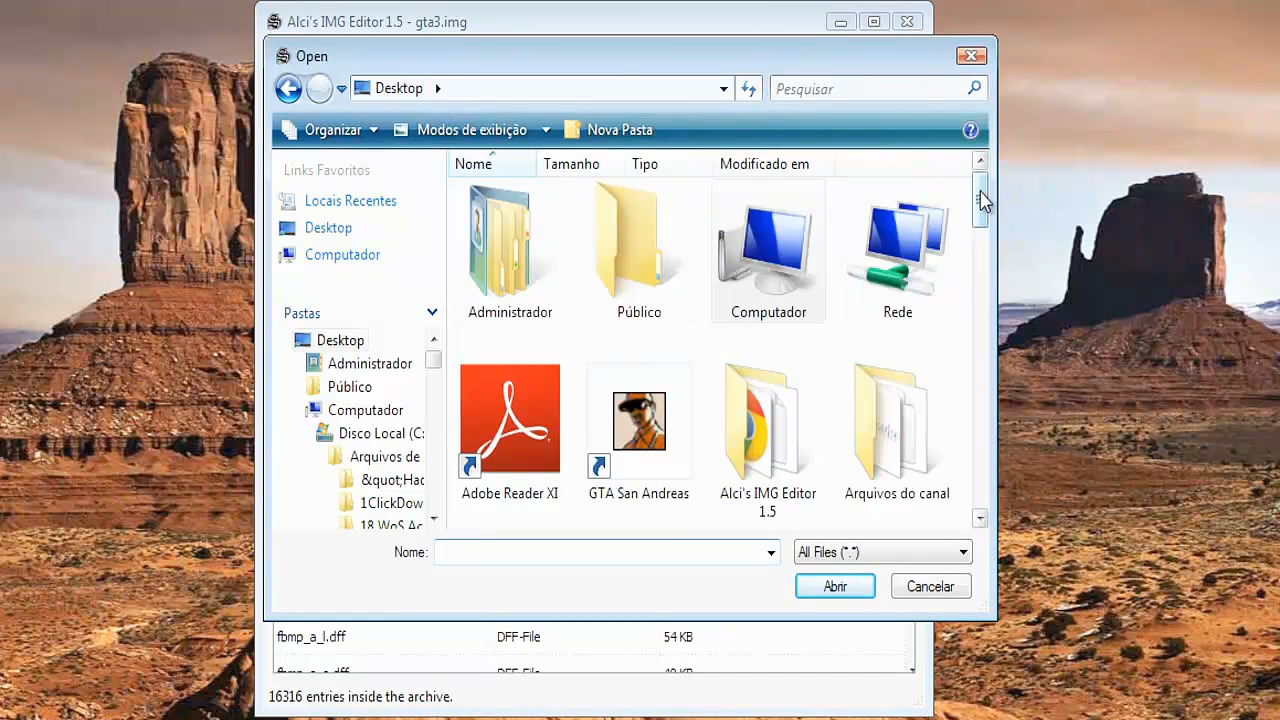 Alci's IMG Editor 1.5 - gta3.img
Open
Desktop
Pesquisar
Organizar
Modos de exibição
Nova Pasta
Links Favoritos
Locais Recentes
Desktop
Computador
Pastas
Desktop
Administrador
Público
Computador
Disco Local (C:
Arquivos de
&quot;Hac
1ClickDow
18 WoS Ac
Nome
Tamanho
Tipo
Modificado em
Administrador
Público
Computador
Rede
Adobe Reader XI
GTA San Andreas
Alci's IMG Editor
1.5
Arquivos do canal
Nome:
All Files (*.*)
Abrir
Cancelar
fbmp_a_l.dff DFF-File 54 KB
16316 entries inside the archive.